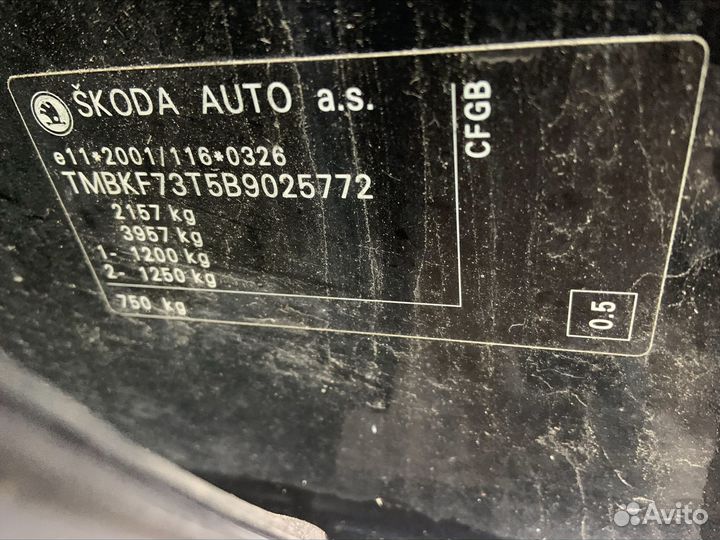 ŠKODA AUTO a.s.
e11*2001/116*0326
TMBKF73T5B9025772
2157 kg
3957 kg
1- 1200 kg
2- 1250 kg
750 kg
CFGB
0.5
Avito